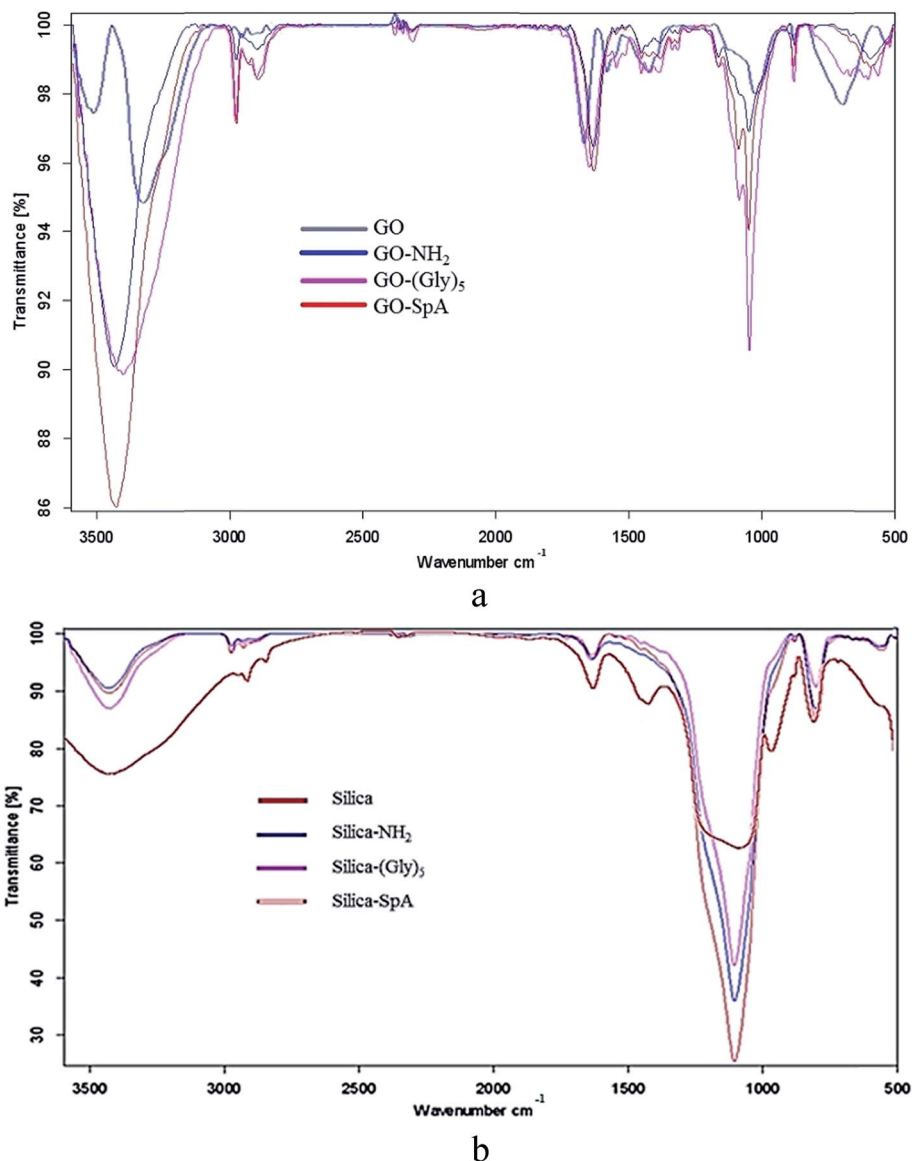 100
98
96
94
92
90
88
86
Transmittance [%]
GO
GO-NH₂
GO-(Gly)₅
GO-SpA
3500 3000 2500 2000 1500 1000 500
Wavenumber cm⁻¹
a
100
90
80
70
60
50
40
30
Transmittance [%]
Silica
Silica-NH₂
Silica-(Gly)₅
Silica-SpA
3500 3000 2500 2000 1500 1000 500
Wavenumber cm⁻¹
b